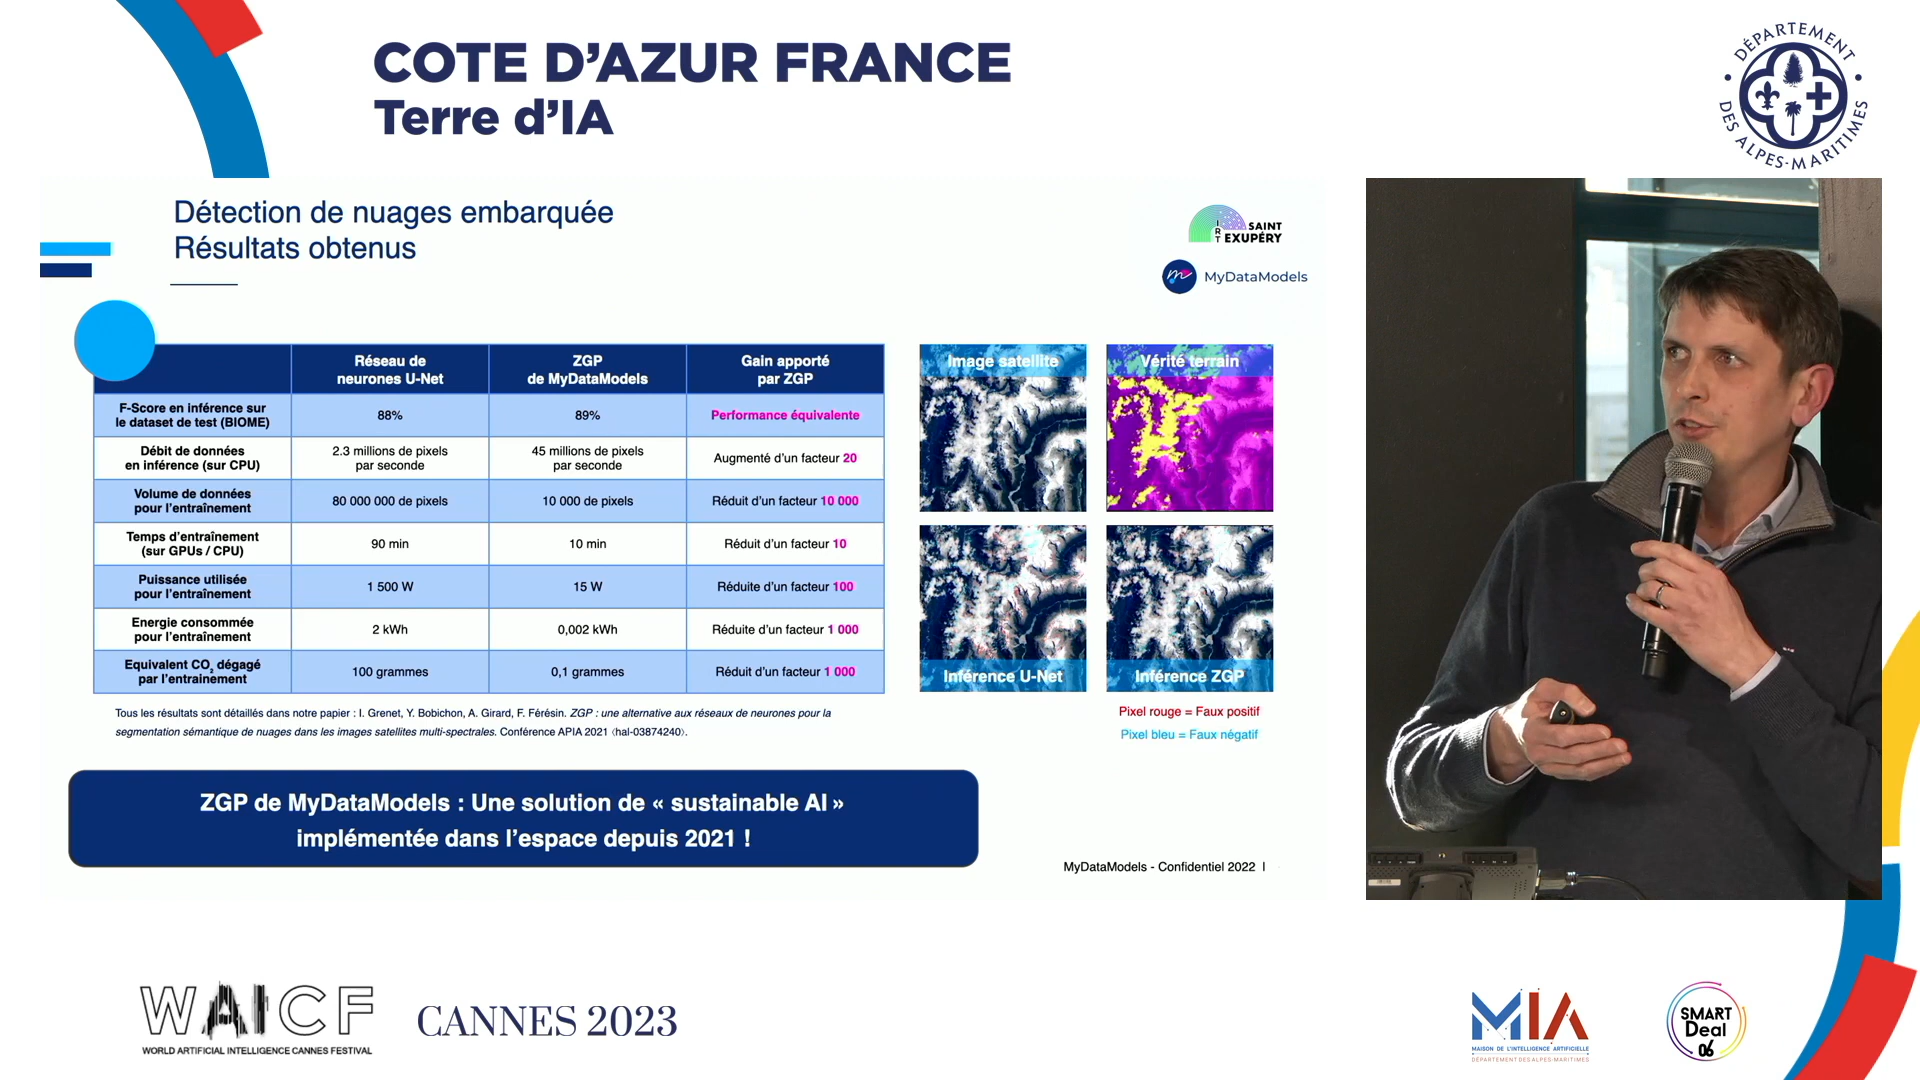 COTE D'AZUR FRANCE
Terre d'IA
DÉPARTEMENT
DES ALPES-MARITIMES
Détection de nuages embarquée
Résultats obtenus
IRT SAINT
EXUPÉRY
MyDataModels
Réseau de
neurones U-Net
ZGP
de MyDataModels
Gain apporté
par ZGP
F-Score en inférence sur
le dataset de test (BIOME)
88%
89%
Performance équivalente
Débit de données
en inférence (sur CPU)
2.3 millions de pixels
par seconde
45 millions de pixels
par seconde
Augmenté d'un facteur 20
Volume de données
pour l'entraînement
80 000 000 de pixels
10 000 de pixels
Réduit d'un facteur 10 000
Temps d'entraînement
(sur GPUs / CPU)
90 min
10 min
Réduit d'un facteur 10
Puissance utilisée
pour l'entraînement
1 500 W
15 W
Réduite d'un facteur 100
Energie consommée
pour l'entraînement
2 kWh
0,002 kWh
Réduite d'un facteur 1 000
Equivalent CO₂ dégagé
par l'entrainement
100 grammes
0,1 grammes
Réduit d'un facteur 1 000
Image satellite
Vérité terrain
Inférence U-Net
Inférence ZGP
Pixel rouge = Faux positif
Pixel bleu = Faux négatif
Tous les résultats sont détaillés dans notre papier : I. Grenet, Y. Bobichon, A. Girard, F. Férésin. ZGP : une alternative aux réseaux de neurones pour la
segmentation sémantique de nuages dans les images satellites multi-spectrales. Conférence APIA 2021 ⟨hal-03874240⟩.
ZGP de MyDataModels : Une solution de « sustainable AI »
implémentée dans l'espace depuis 2021 !
MyDataModels - Confidentiel 2022 I
WAICF
WORLD ARTIFICIAL INTELLIGENCE CANNES FESTIVAL
CANNES 2023
MIA
MAISON DE L'INTELLIGENCE ARTIFICIELLE
DÉPARTEMENT DES ALPES-MARITIMES
SMART
Deal
06